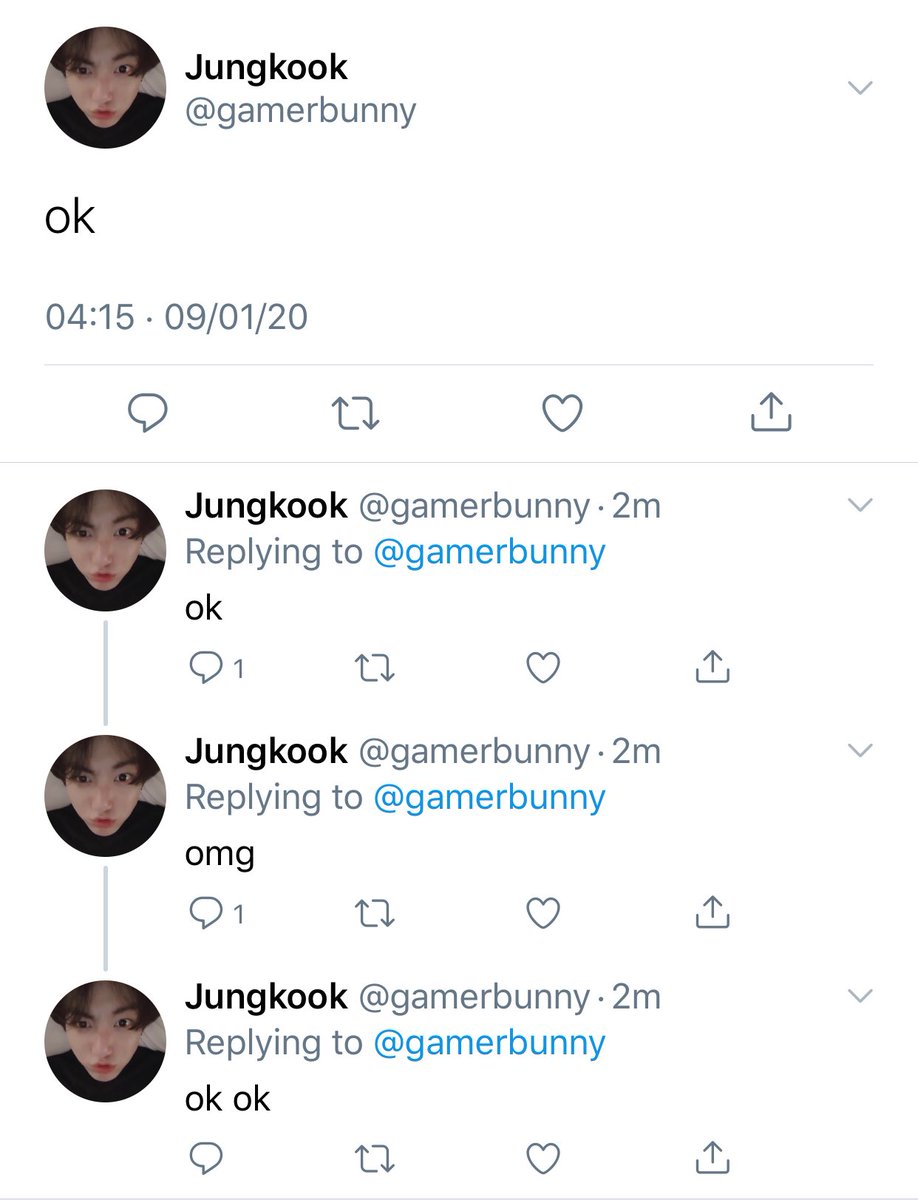 Jungkook
@gamerbunny
ok
04:15 · 09/01/20
Jungkook @gamerbunny · 2m
Replying to @gamerbunny
ok
1
Jungkook @gamerbunny · 2m
Replying to @gamerbunny
omg
1
Jungkook @gamerbunny · 2m
Replying to @gamerbunny
ok ok